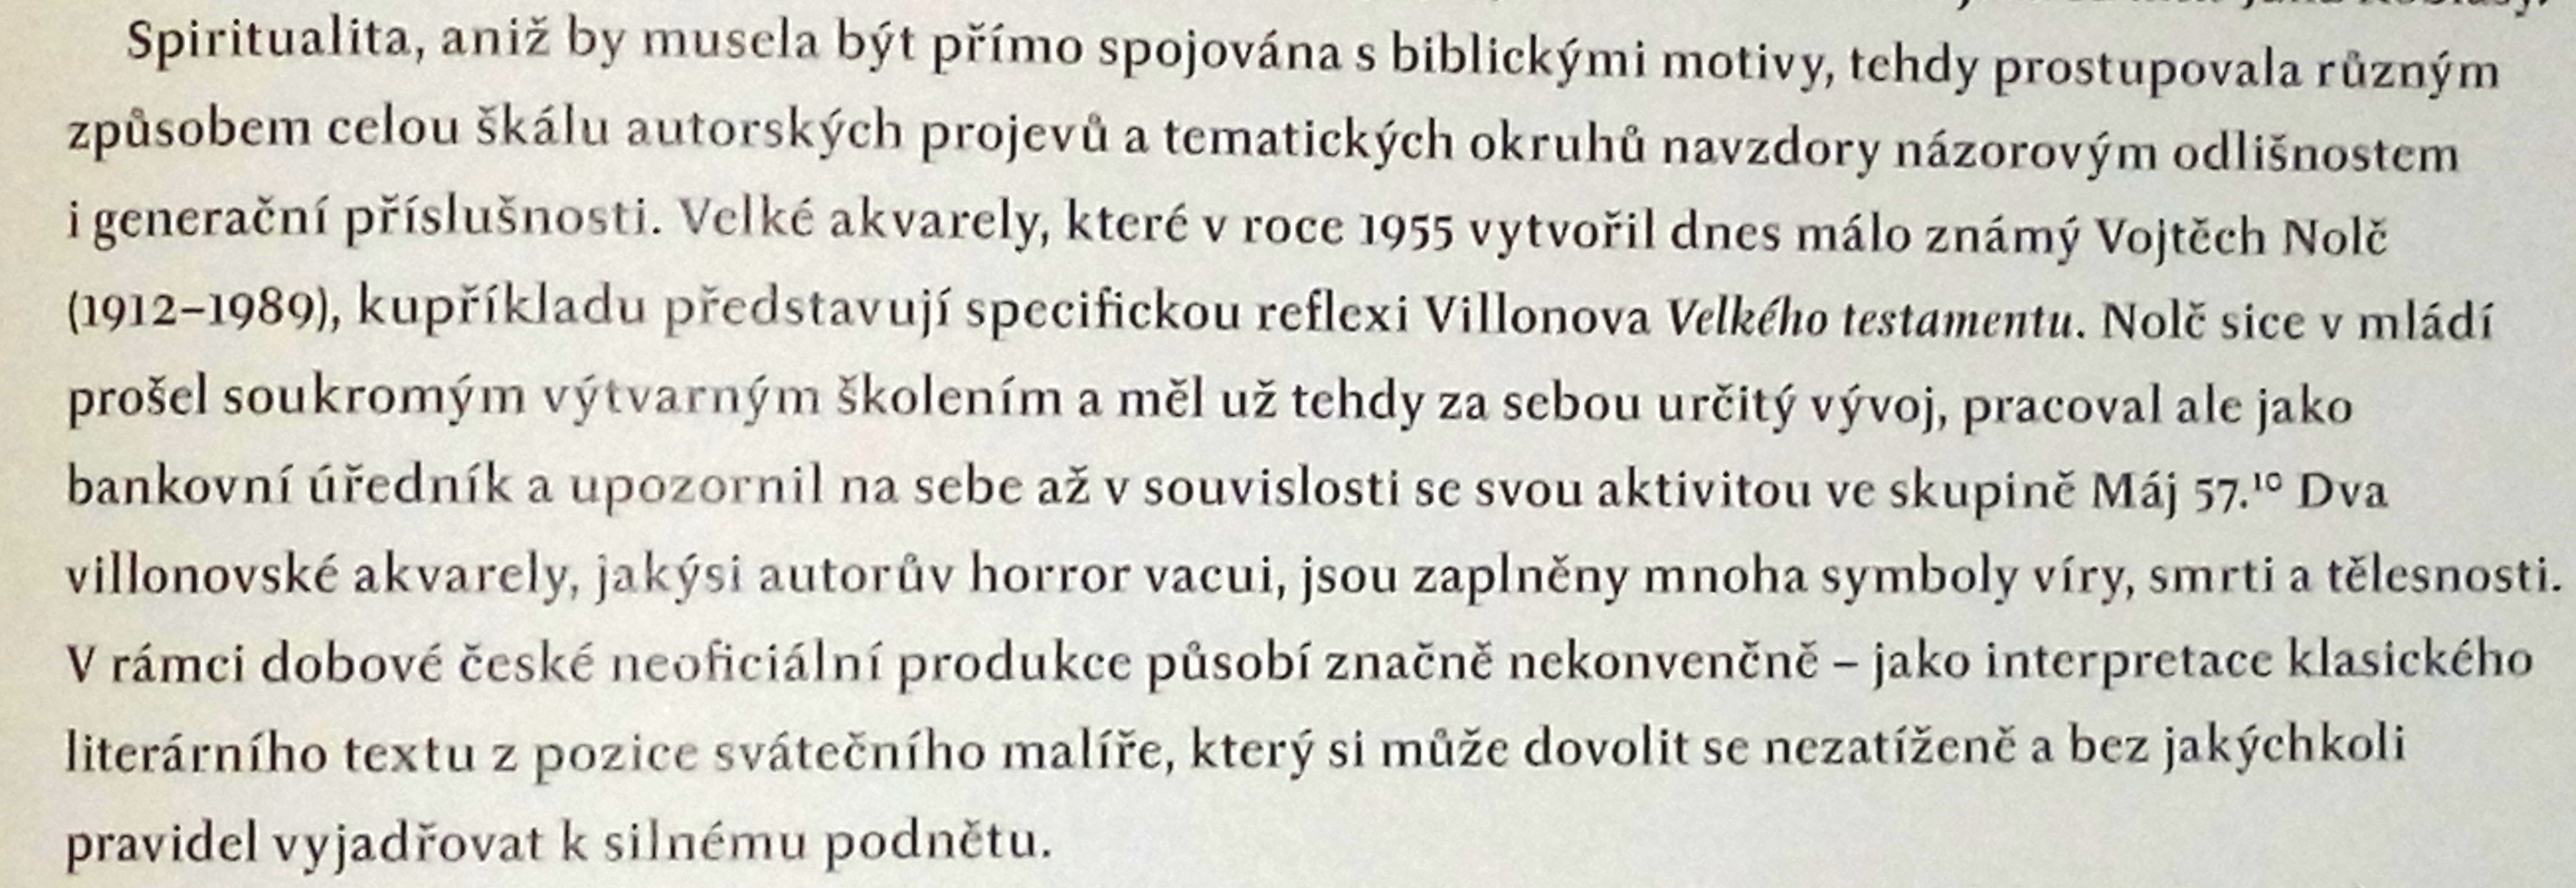 Spiritualita, aniž by musela být přímo spojována s biblickými motivy, tehdy prostupovala různým
způsobem celou škálu autorských projevů a tematických okruhů navzdory názorovým odlišnostem
i generační příslušnosti. Velké akvarely, které v roce 1955 vytvořil dnes málo známý Vojtěch Nolč
(1912–1989), kupříkladu představují specifickou reflexi Villonova Velkého testamentu. Nolč sice v mládí
prošel soukromým výtvarným školením a měl už tehdy za sebou určitý vývoj, pracoval ale jako
bankovní úředník a upozornil na sebe až v souvislosti se svou aktivitou ve skupině Máj 57.¹⁰ Dva
villonovské akvarely, jakýsi autorův horror vacui, jsou zaplněny mnoha symboly víry, smrti a tělesnosti.
V rámci dobové české neoficiální produkce působí značně nekonvenčně – jako interpretace klasického
literárního textu z pozice svátečního malíře, který si může dovolit se nezatíženě a bez jakýchkoli
pravidel vyjadřovat k silnému podnětu.